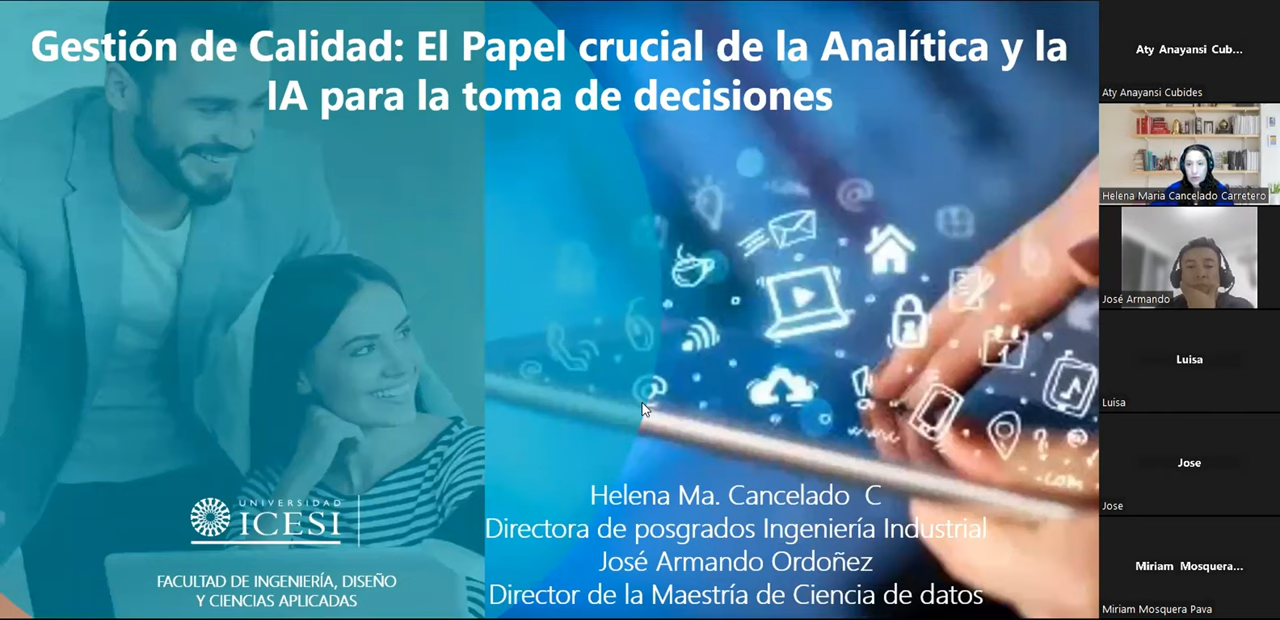 Gestión de Calidad: El Papel crucial de la Analítica y la
IA para la toma de decisiones
UNIVERSIDAD
ICESI
FACULTAD DE INGENIERÍA, DISEÑO
Y CIENCIAS APLICADAS
www
.com
Helena Ma. Cancelado C
Directora de posgrados Ingeniería Industrial
José Armando Ordoñez
Director de la Maestría de Ciencia de datos
Aty Anayansi Cub...
Aty Anayansi Cubides
Helena Maria Cancelado Carretero
José Armando
Luisa
Luisa
Jose
Jose
Miriam Mosquera...
Miriam Mosquera Pava